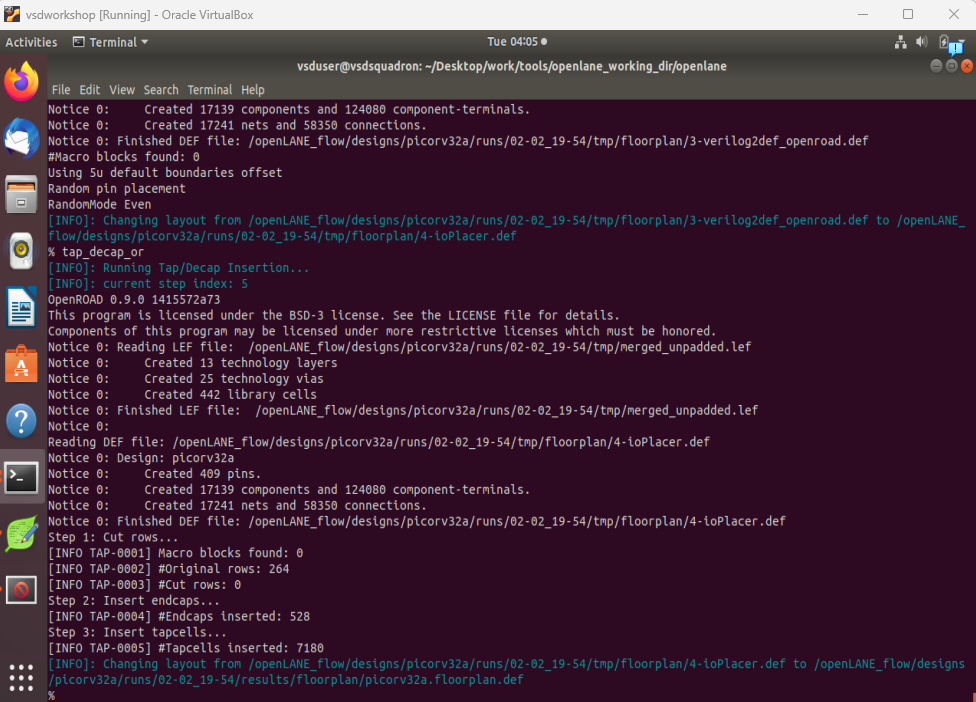 vsdworkshop [Running] - Oracle VirtualBox
Activities Terminal Tue 04:05
vsduser@vsdsquadron: ~/Desktop/work/tools/openlane_working_dir/openlane
File Edit View Search Terminal Help
Notice 0:     Created 17139 components and 124080 component-terminals.
Notice 0:     Created 17241 nets and 58350 connections.
Notice 0: Finished DEF file: /openLANE_flow/designs/picorv32a/runs/02-02_19-54/tmp/floorplan/3-verilog2def_openroad.def
#Macro blocks found: 0
Using 5u default boundaries offset
Random pin placement
RandomMode Even
[INFO]: Changing layout from /openLANE_flow/designs/picorv32a/runs/02-02_19-54/tmp/floorplan/3-verilog2def_openroad.def to /openLANE_
flow/designs/picorv32a/runs/02-02_19-54/tmp/floorplan/4-ioPlacer.def
% tap_decap_or
[INFO]: Running Tap/Decap Insertion...
[INFO]: current step index: 5
OpenROAD 0.9.0 1415572a73
This program is licensed under the BSD-3 license. See the LICENSE file for details.
Components of this program may be licensed under more restrictive licenses which must be honored.
Notice 0: Reading LEF file:  /openLANE_flow/designs/picorv32a/runs/02-02_19-54/tmp/merged_unpadded.lef
Notice 0:     Created 13 technology layers
Notice 0:     Created 25 technology vias
Notice 0:     Created 442 library cells
Notice 0: Finished LEF file:  /openLANE_flow/designs/picorv32a/runs/02-02_19-54/tmp/merged_unpadded.lef
Notice 0:
Reading DEF file: /openLANE_flow/designs/picorv32a/runs/02-02_19-54/tmp/floorplan/4-ioPlacer.def
Notice 0: Design: picorv32a
Notice 0:     Created 409 pins.
Notice 0:     Created 17139 components and 124080 component-terminals.
Notice 0:     Created 17241 nets and 58350 connections.
Notice 0: Finished DEF file: /openLANE_flow/designs/picorv32a/runs/02-02_19-54/tmp/floorplan/4-ioPlacer.def
Step 1: Cut rows...
[INFO TAP-0001] Macro blocks found: 0
[INFO TAP-0002] #Original rows: 264
[INFO TAP-0003] #Cut rows: 0
Step 2: Insert endcaps...
[INFO TAP-0004] #Endcaps inserted: 528
Step 3: Insert tapcells...
[INFO TAP-0005] #Tapcells inserted: 7180
[INFO]: Changing layout from /openLANE_flow/designs/picorv32a/runs/02-02_19-54/tmp/floorplan/4-ioPlacer.def to /openLANE_flow/designs
/picorv32a/runs/02-02_19-54/results/floorplan/picorv32a.floorplan.def
%